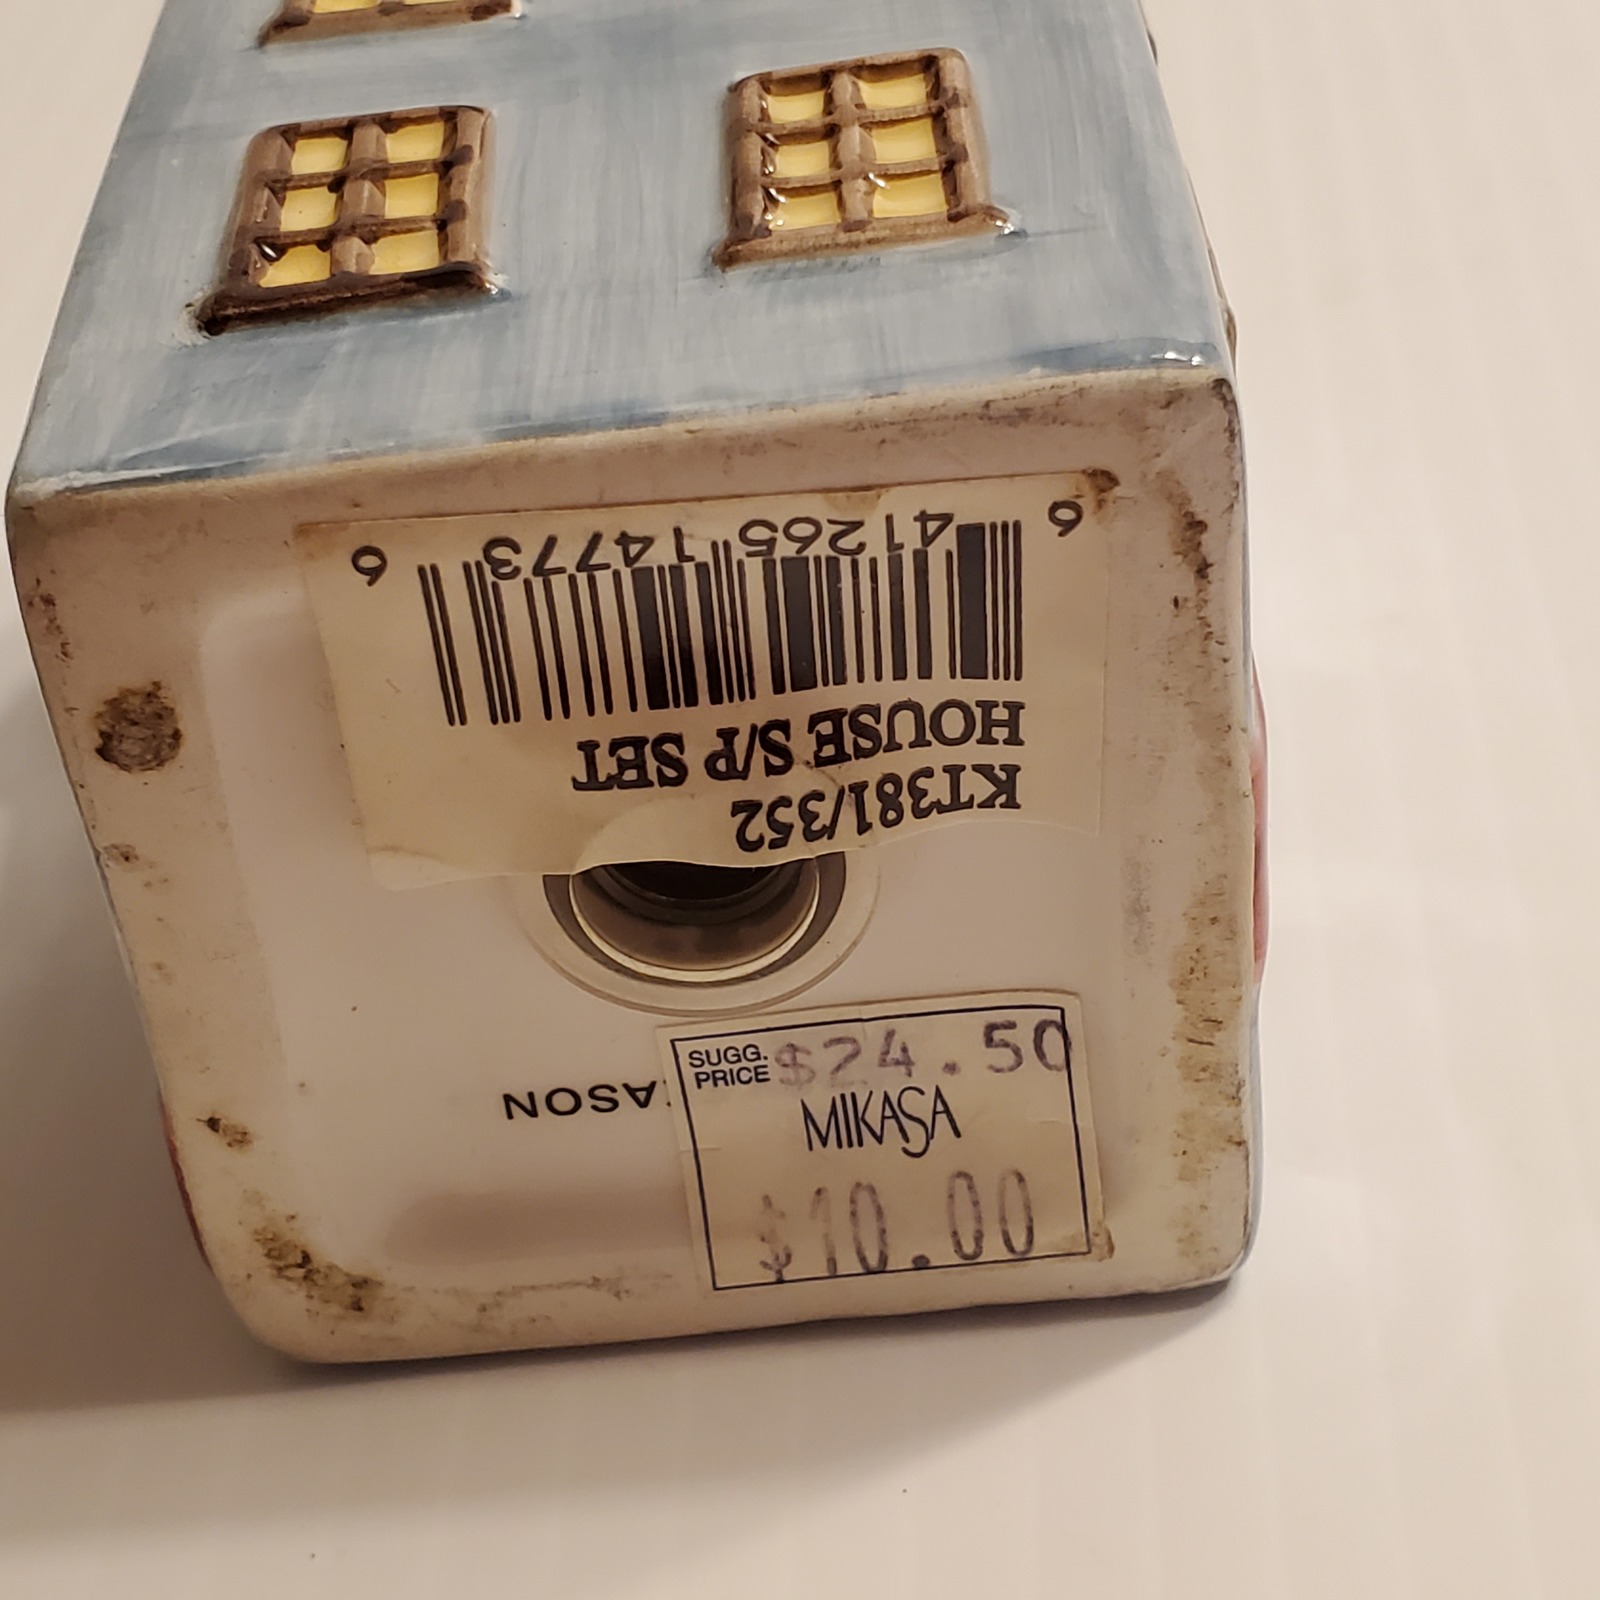 KT381/352
HOUSE S/P SET
6 41265 14773 6
ASON
SUGG. PRICE $24.50
MIKASA
$10.00